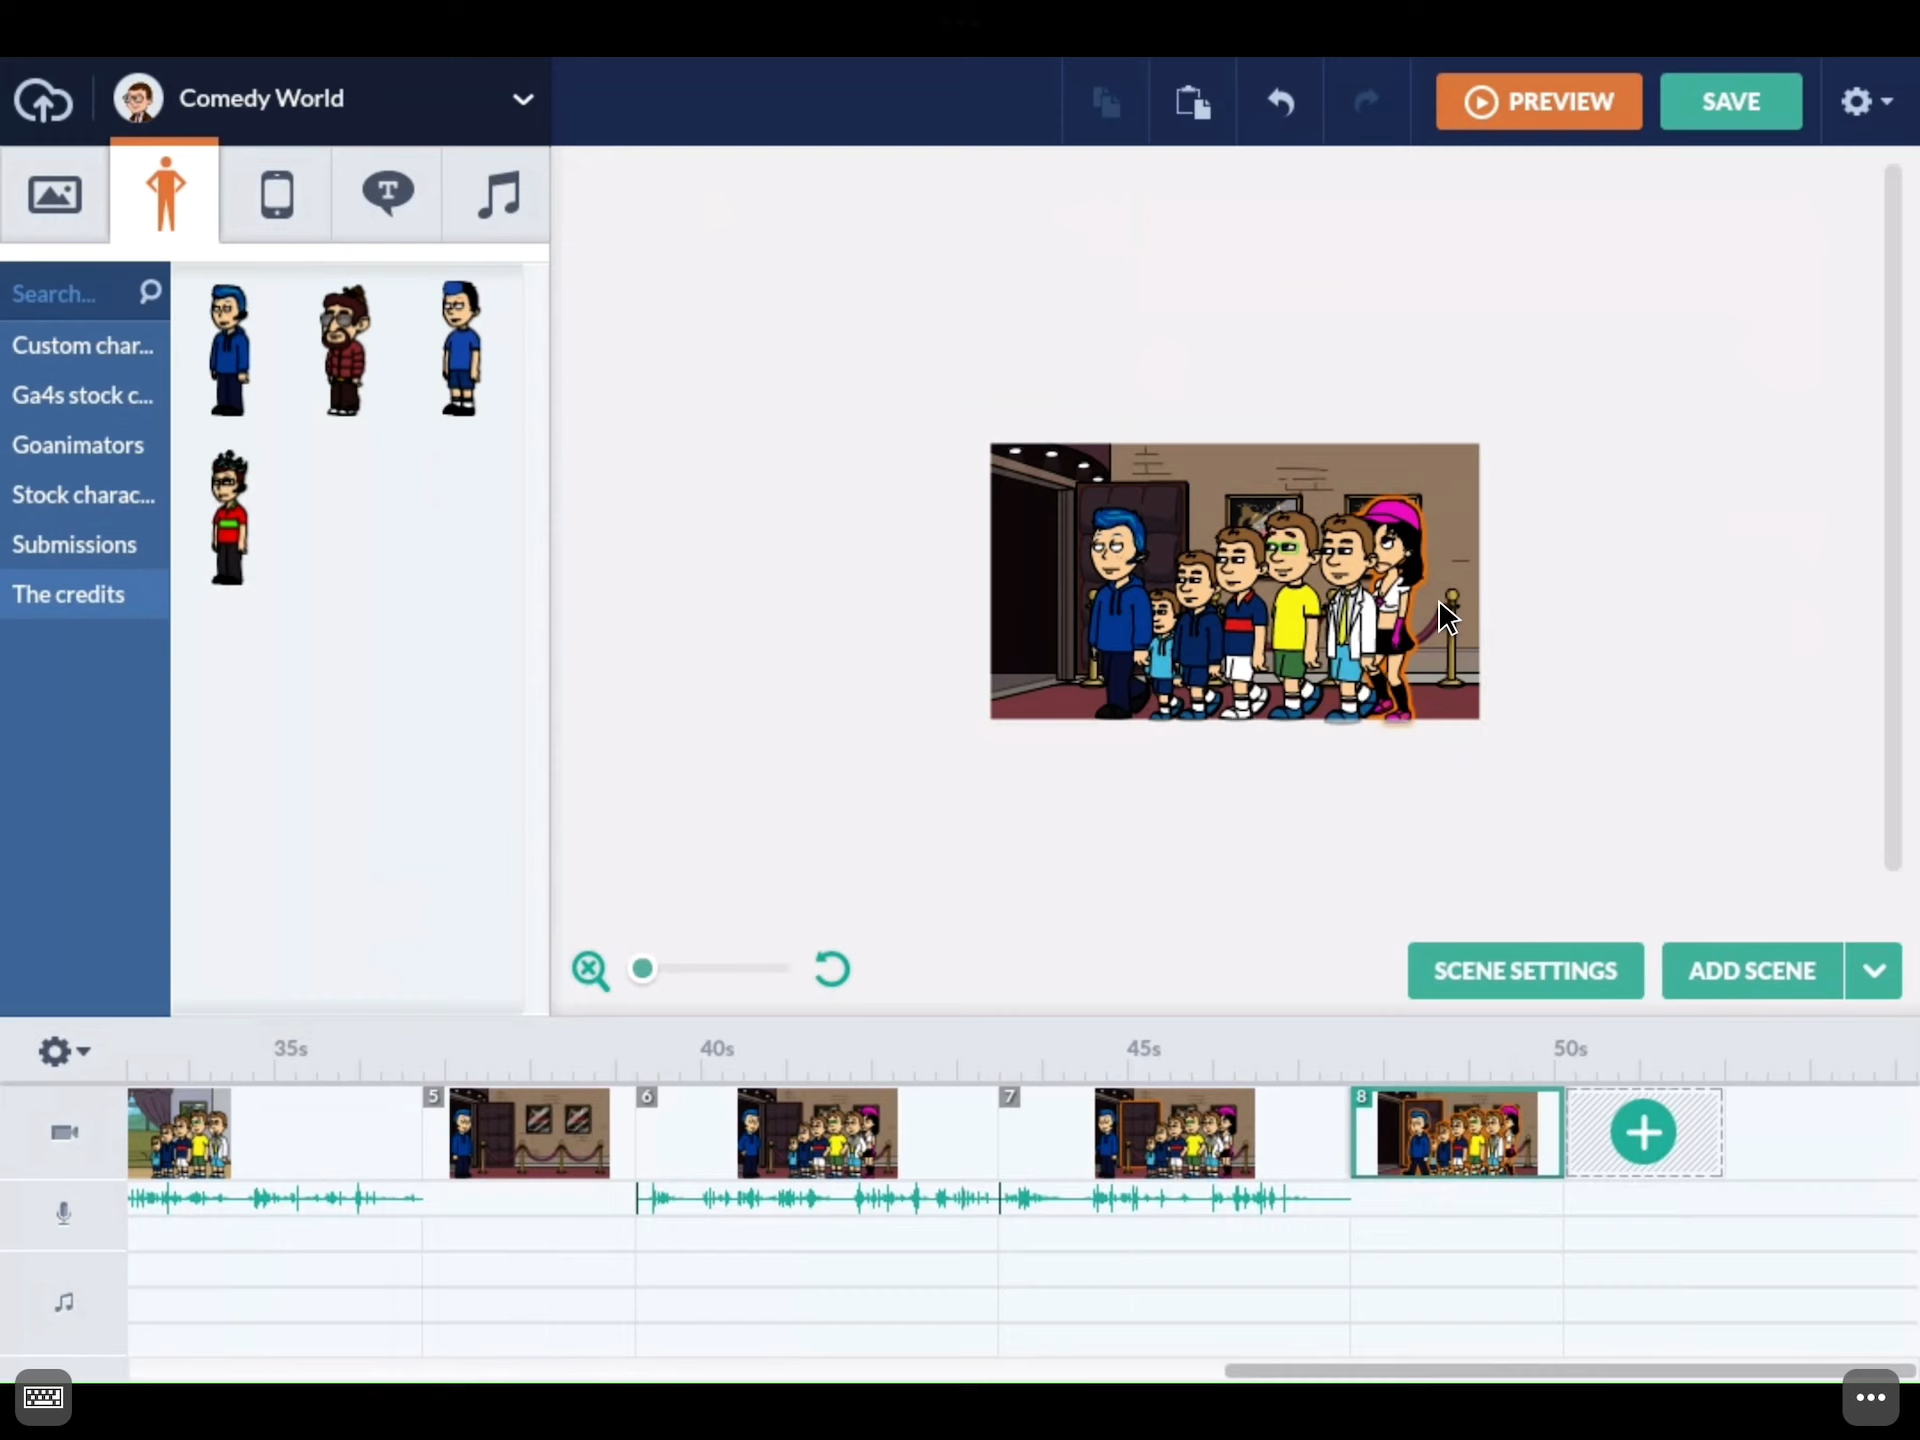 Comedy World
PREVIEW
SAVE
T
Search...
Custom char...
Ga4s stock c...
Goanimators
Stock charac...
Submissions
The credits
SCENE SETTINGS
ADD SCENE
35s
40s
45s
50s
5
6
7
8